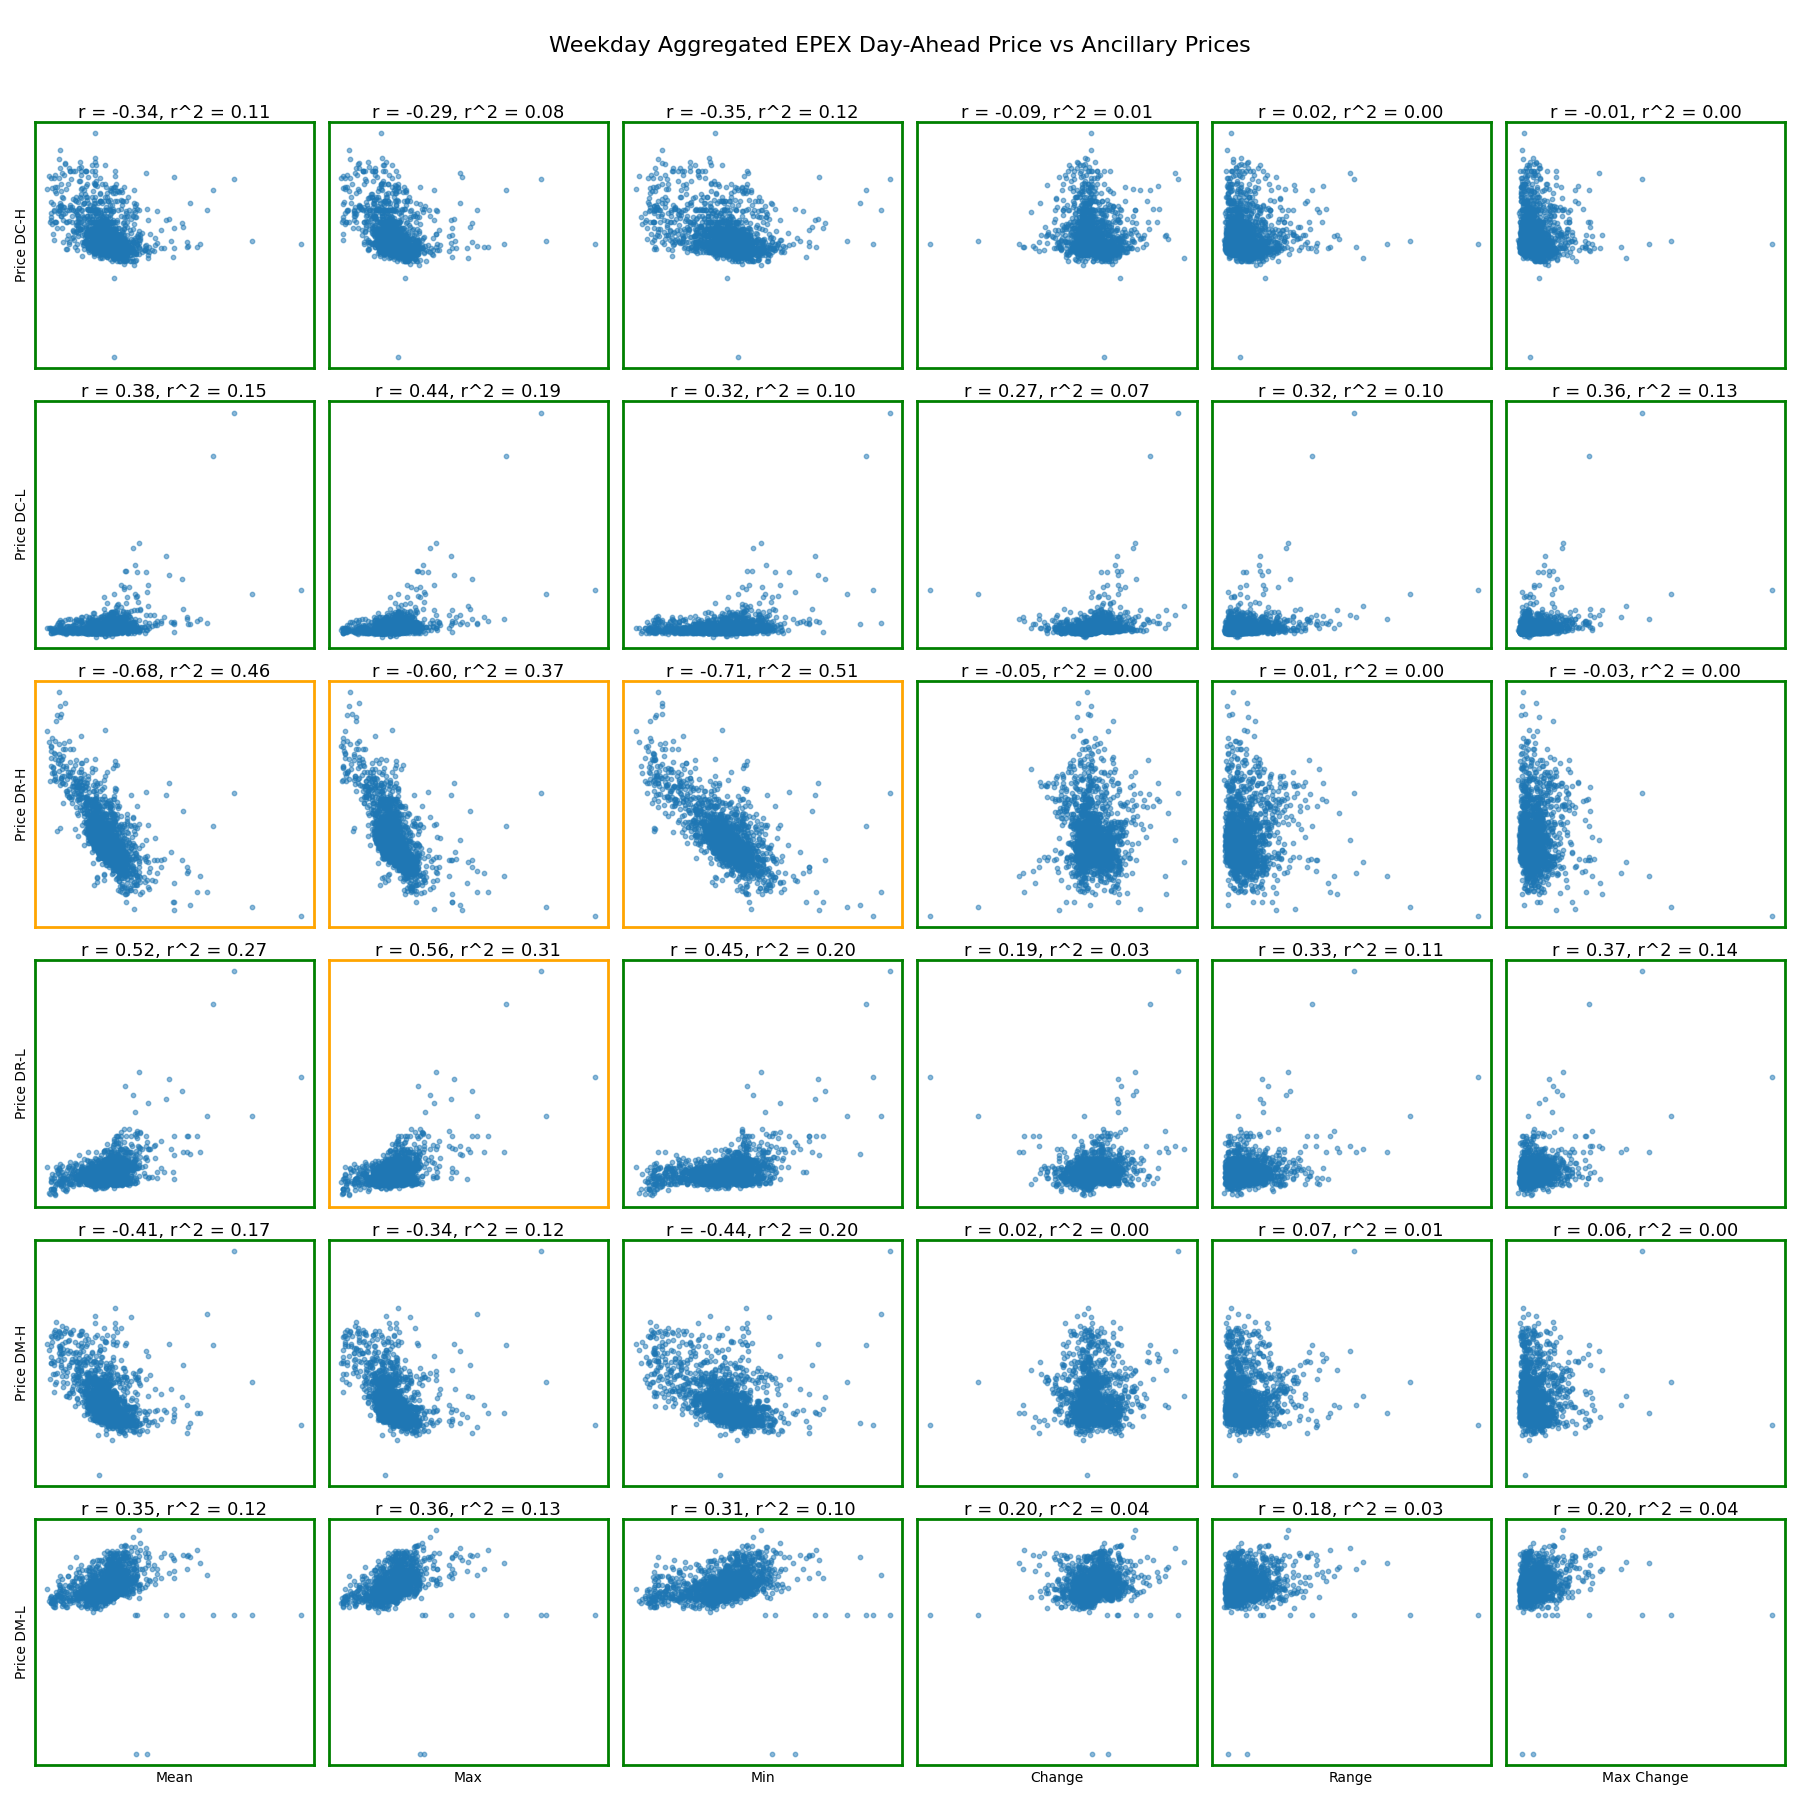 Weekday Aggregated EPEX Day-Ahead Price vs Ancillary Prices
r = -0.34, r^2 = 0.11
r = -0.29, r^2 = 0.08
r = -0.35, r^2 = 0.12
r = -0.09, r^2 = 0.01
r = 0.02, r^2 = 0.00
r = -0.01, r^2 = 0.00
Price DC-H
r = 0.38, r^2 = 0.15
r = 0.44, r^2 = 0.19
r = 0.32, r^2 = 0.10
r = 0.27, r^2 = 0.07
r = 0.32, r^2 = 0.10
r = 0.36, r^2 = 0.13
Price DC-L
r = -0.68, r^2 = 0.46
r = -0.60, r^2 = 0.37
r = -0.71, r^2 = 0.51
r = -0.05, r^2 = 0.00
r = 0.01, r^2 = 0.00
r = -0.03, r^2 = 0.00
Price DR-H
r = 0.52, r^2 = 0.27
r = 0.56, r^2 = 0.31
r = 0.45, r^2 = 0.20
r = 0.19, r^2 = 0.03
r = 0.33, r^2 = 0.11
r = 0.37, r^2 = 0.14
Price DR-L
r = -0.41, r^2 = 0.17
r = -0.34, r^2 = 0.12
r = -0.44, r^2 = 0.20
r = 0.02, r^2 = 0.00
r = 0.07, r^2 = 0.01
r = 0.06, r^2 = 0.00
Price DM-H
r = 0.35, r^2 = 0.12
r = 0.36, r^2 = 0.13
r = 0.31, r^2 = 0.10
r = 0.20, r^2 = 0.04
r = 0.18, r^2 = 0.03
r = 0.20, r^2 = 0.04
Price DM-L
Mean
Max
Min
Change
Range
Max Change